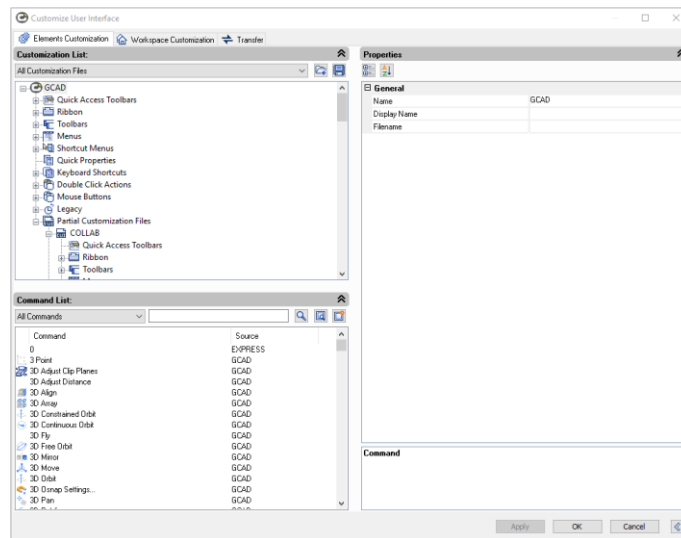 Customize User Interface
Elements Customization Workspace Customization Transfer
Customization List:
All Customization Files
GCAD
Quick Access Toolbars
Ribbon
Toolbars
Menus
Shortcut Menus
Quick Properties
Keyboard Shortcuts
Double Click Actions
Mouse Buttons
Legacy
Partial Customization Files
COLLAB
Quick Access Toolbars
Ribbon
Toolbars
Command List:
All Commands
Command Source
0 EXPRESS
3 Point GCAD
3D Adjust Clip Planes GCAD
3D Adjust Distance GCAD
3D Align GCAD
3D Array GCAD
3D Constrained Orbit GCAD
3D Continuous Orbit GCAD
3D Fly GCAD
3D Free Orbit GCAD
3D Mirror GCAD
3D Move GCAD
3D Orbit GCAD
3D Osnap Settings... GCAD
3D Pan GCAD
Properties
General
Name GCAD
Display Name
Filename
Command
Apply OK Cancel